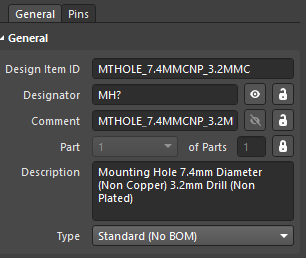 General Pins
General
Design Item ID MTHOLE_7.4MMCNP_3.2MMC
Designator MH?
Comment MTHOLE_7.4MMCNP_3.2M
Part 1 of Parts 1
Description Mounting Hole 7.4mm Diameter
(Non Copper) 3.2mm Drill (Non
Plated)
Type Standard (No BOM)